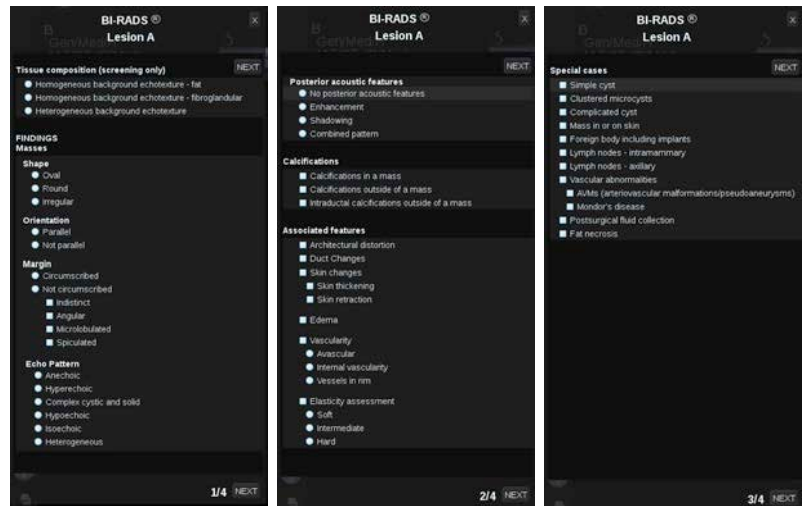 BI-RADS ®
X
Lesion A
NEXT
Tissue composition (screening only)
Homogeneous background echotexture - fat
Homogeneous background echotexture - fibroglandular
Heterogeneous background echotexture
FINDINGS
Masses
Shape
Oval
Round
Irregular
Orientation
Parallel
Not parallel
Margin
Circumscribed
Not circumscribed
Indistinct
Angular
Microlobulated
Spiculated
Echo Pattern
Anechoic
Hyperechoic
Complex cystic and solid
Hypoechoic
Isoechoic
Heterogeneous
1/4 NEXT
BI-RADS ®
X
Lesion A
NEXT
Posterior acoustic features
No posterior acoustic features
Enhancement
Shadowing
Combined pattern
Calcifications
Calcifications in a mass
Calcifications outside of a mass
Intraductal calcifications outside of a mass
Associated features
Architectural distortion
Duct Changes
Skin changes
Skin thickening
Skin retraction
Edema
Vascularity
Avascular
Internal vascularity
Vessels in rim
Elasticity assessment
Soft
Intermediate
Hard
2/4 NEXT
BI-RADS ®
X
Lesion A
Special cases NEXT
Simple cyst
Clustered microcysts
Complicated cyst
Mass in or on skin
Foreign body including implants
Lymph nodes - intramammary
Lymph nodes - axillary
Vascular abnormalities
AVMs (arteriovascular malformations/pseudoaneurysms)
Mondor's disease
Postsurgical fluid collection
Fat necrosis
3/4 NEXT